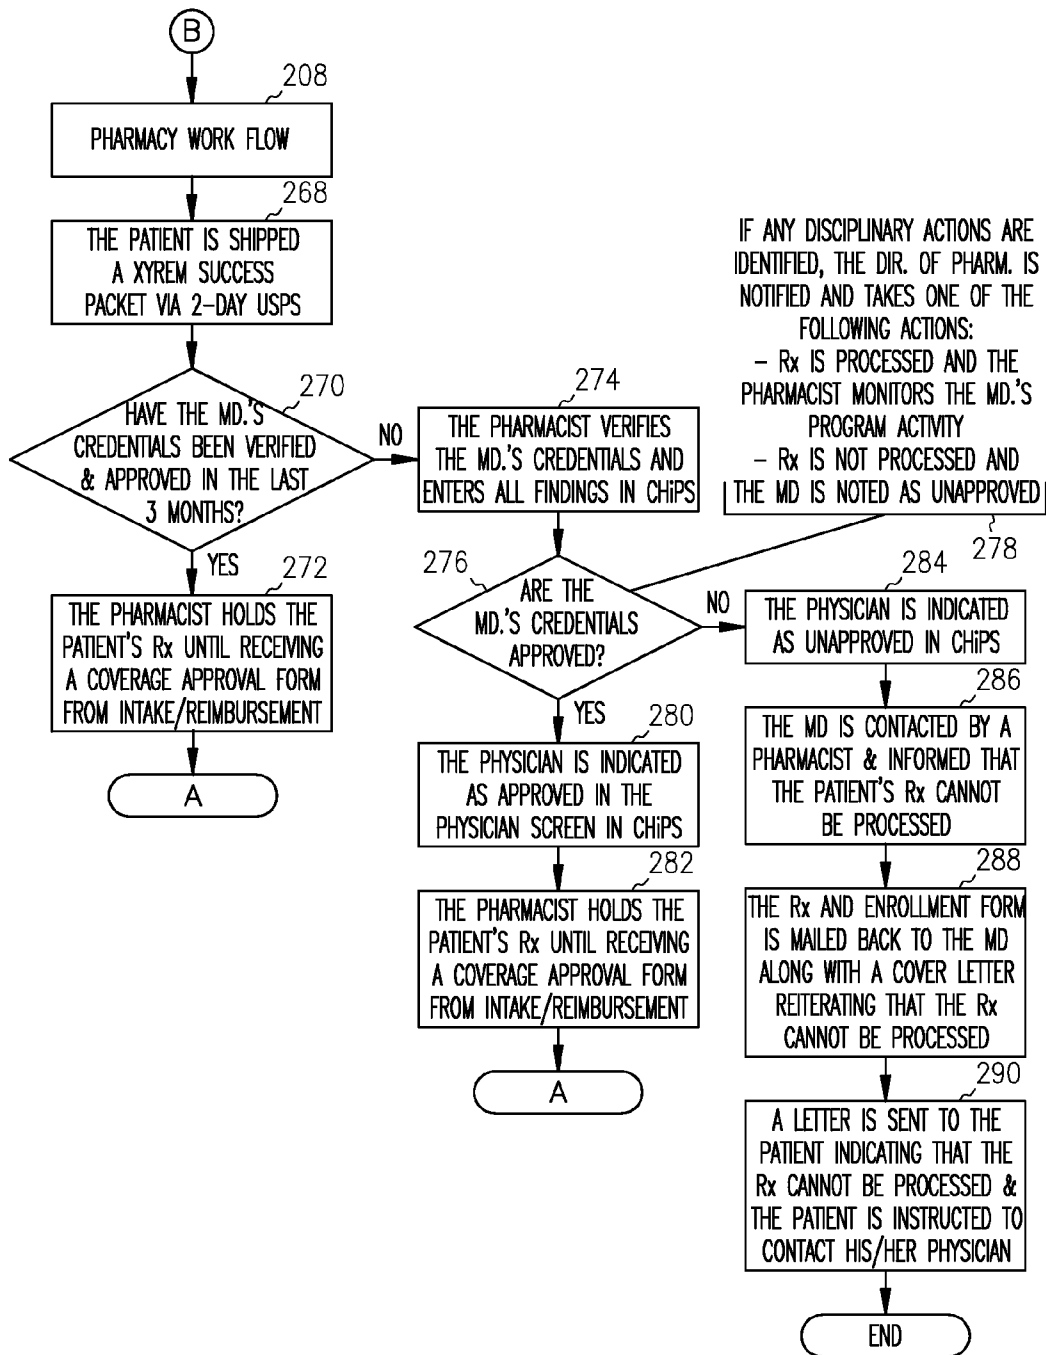 B
208
PHARMACY WORK FLOW
268
THE PATIENT IS SHIPPED
A XYREM SUCCESS
PACKET VIA 2-DAY USPS
270
HAVE THE MD.'S
CREDENTIALS BEEN VERIFIED
& APPROVED IN THE LAST
3 MONTHS?
NO
YES
272
THE PHARMACIST HOLDS THE
PATIENT'S Rx UNTIL RECEIVING
A COVERAGE APPROVAL FORM
FROM INTAKE/REIMBURSEMENT
A
274
THE PHARMACIST VERIFIES
THE MD.'S CREDENTIALS AND
ENTERS ALL FINDINGS IN CHiPS
276
ARE THE
MD.'S CREDENTIALS
APPROVED?
NO
YES
IF ANY DISCIPLINARY ACTIONS ARE
IDENTIFIED, THE DIR. OF PHARM. IS
NOTIFIED AND TAKES ONE OF THE
FOLLOWING ACTIONS:
– Rx IS PROCESSED AND THE
PHARMACIST MONITORS THE MD.'S
PROGRAM ACTIVITY
– Rx IS NOT PROCESSED AND
THE MD IS NOTED AS UNAPPROVED
278
280
THE PHYSICIAN IS INDICATED
AS APPROVED IN THE
PHYSICIAN SCREEN IN CHiPS
282
THE PHARMACIST HOLDS THE
PATIENT'S Rx UNTIL RECEIVING
A COVERAGE APPROVAL FORM
FROM INTAKE/REIMBURSEMENT
A
284
THE PHYSICIAN IS INDICATED
AS UNAPPROVED IN CHiPS
286
THE MD IS CONTACTED BY A
PHARMACIST & INFORMED THAT
THE PATIENT'S Rx CANNOT
BE PROCESSED
288
THE Rx AND ENROLLMENT FORM
IS MAILED BACK TO THE MD
ALONG WITH A COVER LETTER
REITERATING THAT THE Rx
CANNOT BE PROCESSED
290
A LETTER IS SENT TO THE
PATIENT INDICATING THAT THE
Rx CANNOT BE PROCESSED &
THE PATIENT IS INSTRUCTED TO
CONTACT HIS/HER PHYSICIAN
END